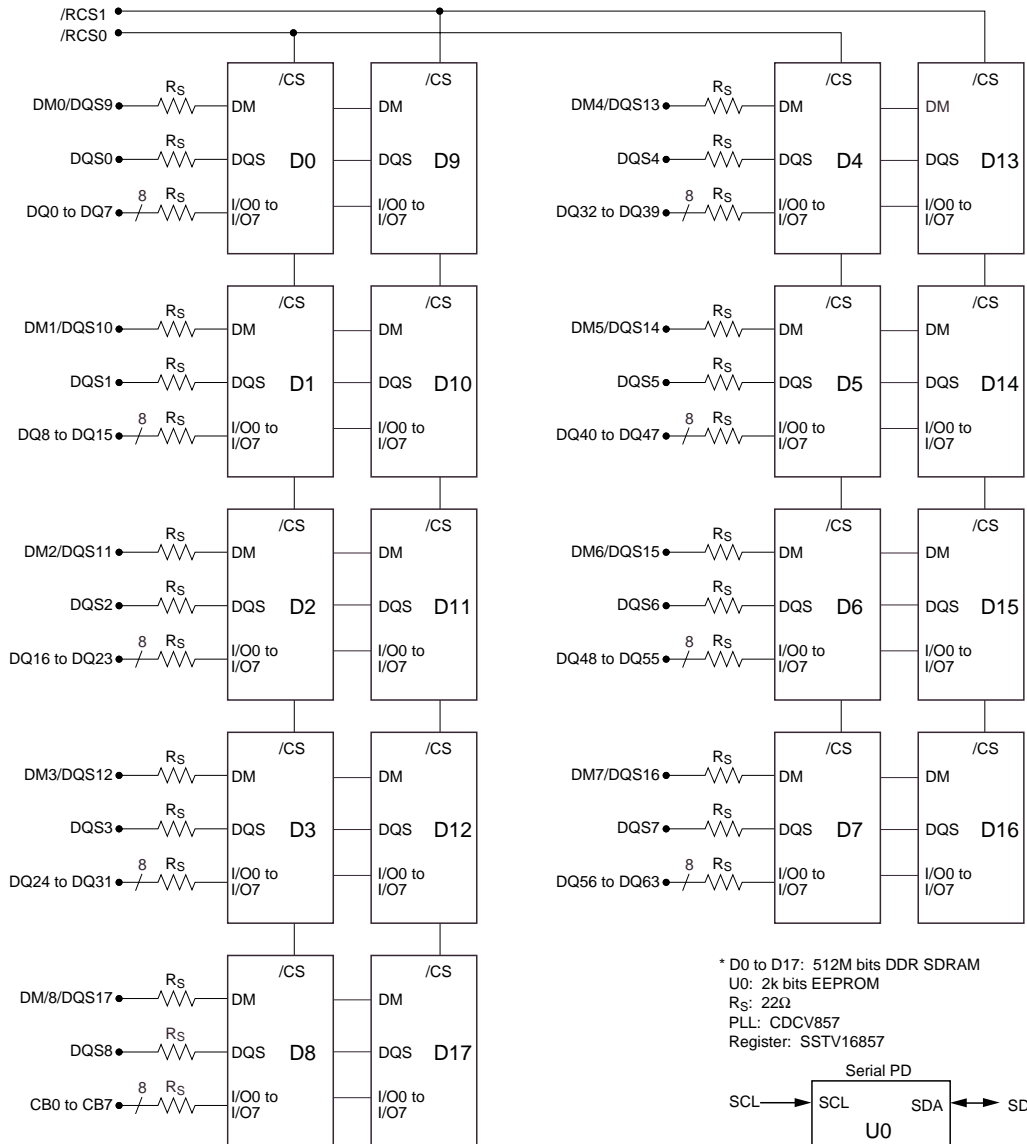 /RCS1
/RCS0
/CS
DM0/DQS9
RS
DM
DQS0
RS
DQS
D0
DQ0 to DQ7
8
RS
I/O0 to
I/O7
/CS
DM
DQS
D9
I/O0 to
I/O7
/CS
DM1/DQS10
RS
DM
DQS1
RS
DQS
D1
DQ8 to DQ15
8
RS
I/O0 to
I/O7
/CS
DM
DQS
D10
I/O0 to
I/O7
/CS
DM2/DQS11
RS
DM
DQS2
RS
DQS
D2
DQ16 to DQ23
8
RS
I/O0 to
I/O7
/CS
DM
DQS
D11
I/O0 to
I/O7
/CS
DM3/DQS12
RS
DM
DQS3
RS
DQS
D3
DQ24 to DQ31
8
RS
I/O0 to
I/O7
/CS
DM
DQS
D12
I/O0 to
I/O7
/CS
DM/8/DQS17
RS
DM
DQS8
RS
DQS
D8
CB0 to CB7
8
RS
I/O0 to
I/O7
/CS
DM
DQS
D17
I/O0 to
I/O7
/CS
DM4/DQS13
RS
DM
DQS4
RS
DQS
D4
DQ32 to DQ39
8
RS
I/O0 to
I/O7
/CS
DM
DQS
D13
I/O0 to
I/O7
/CS
DM5/DQS14
RS
DM
DQS5
RS
DQS
D5
DQ40 to DQ47
8
RS
I/O0 to
I/O7
/CS
DM
DQS
D14
I/O0 to
I/O7
/CS
DM6/DQS15
RS
DM
DQS6
RS
DQS
D6
DQ48 to DQ55
8
RS
I/O0 to
I/O7
/CS
DM
DQS
D15
I/O0 to
I/O7
/CS
DM7/DQS16
RS
DM
DQS7
RS
DQS
D7
DQ56 to DQ63
8
RS
I/O0 to
I/O7
/CS
DM
DQS
D16
I/O0 to
I/O7
* D0 to D17: 512M bits DDR SDRAM
U0: 2k bits EEPROM
RS: 22Ω
PLL: CDCV857
Register: SSTV16857
Serial PD
SCL
SCL
SDA
SD
U0